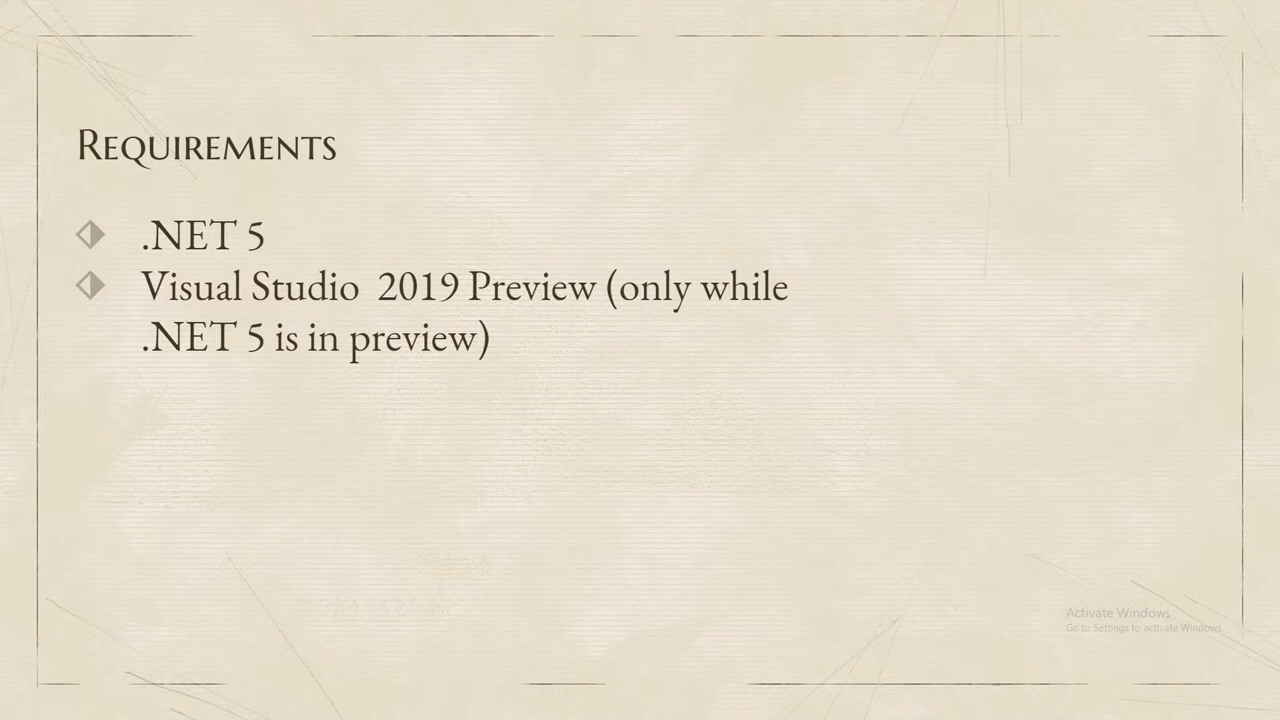 Requirements
.NET 5
Visual Studio  2019 Preview (only while
.NET 5 is in preview)
Activate Windows
Go to Settings to activate Windows.